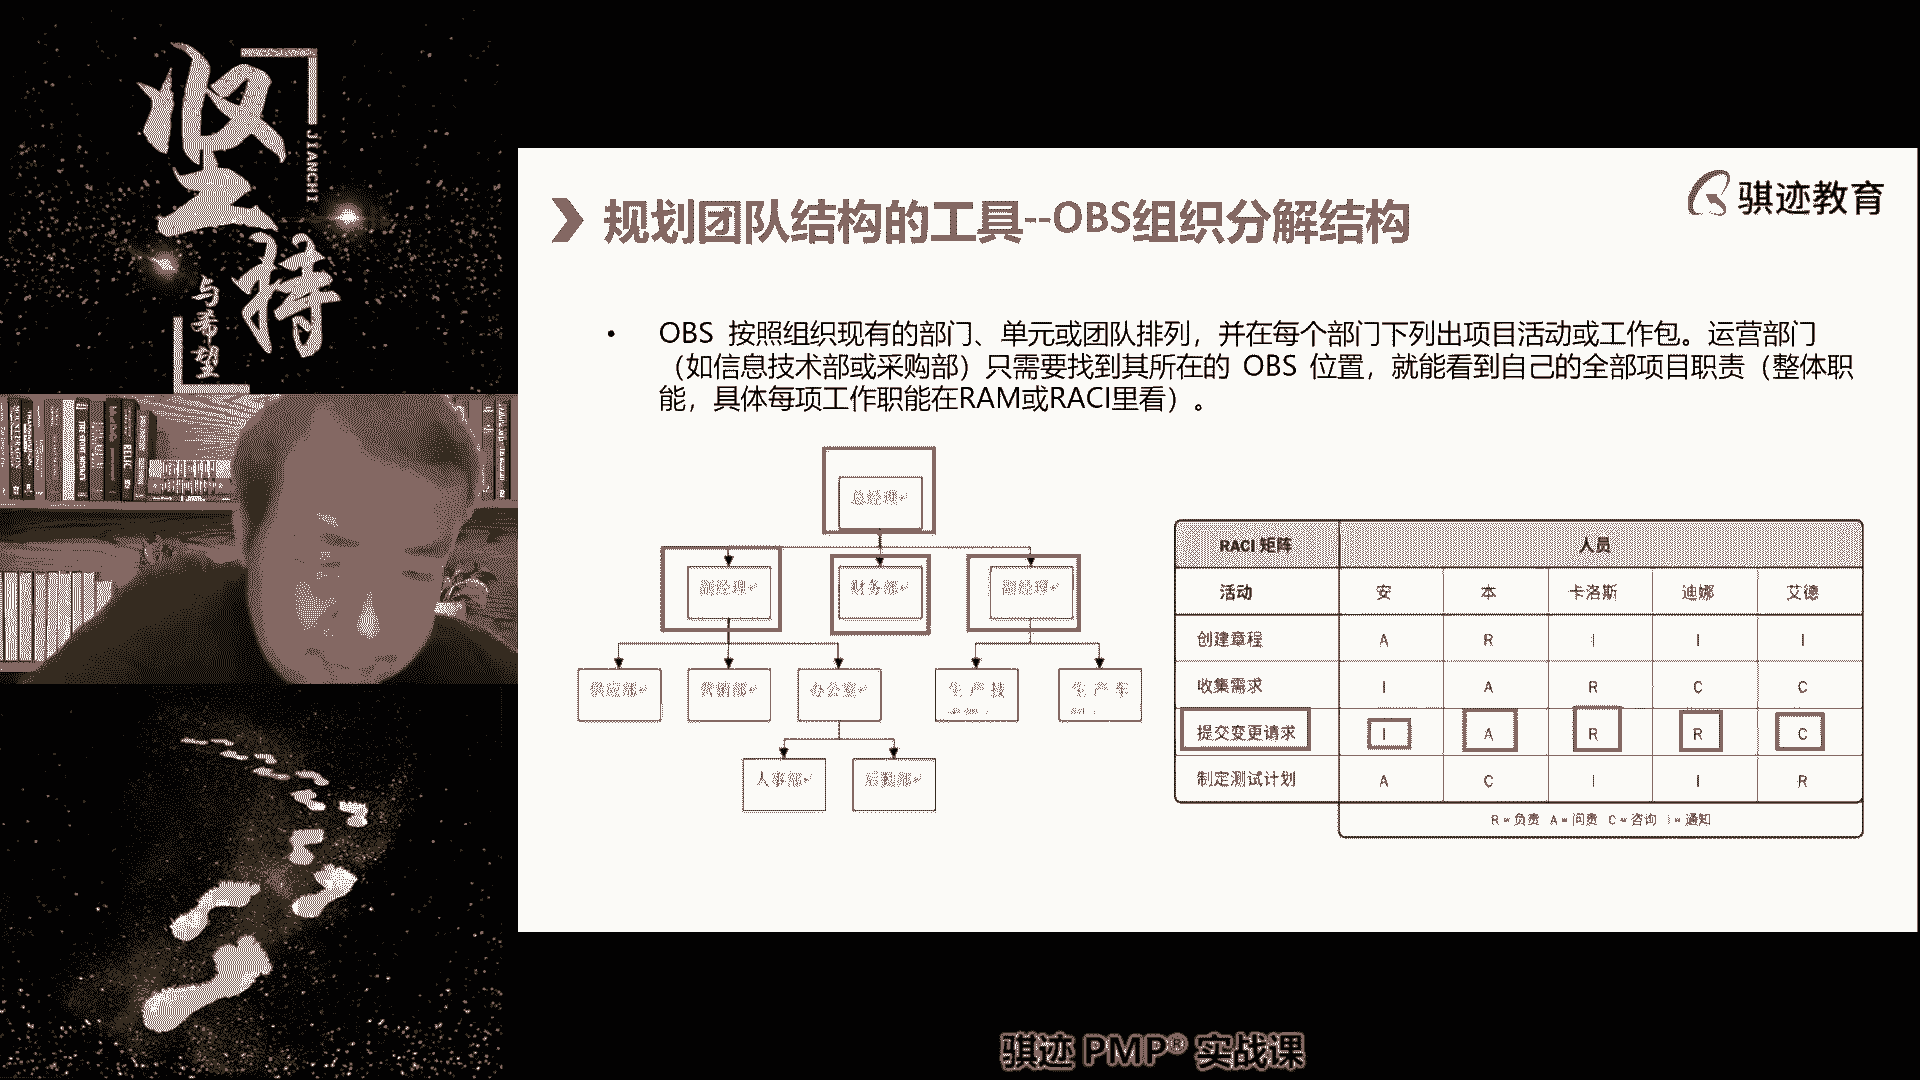 坚持
JIANCHI
与希望
骐迹教育
规划团队结构的工具--OBS组织分解结构
• OBS 按照组织现有的部门、单元或团队排列，并在每个部门下列出项目活动或工作包。运营部门
（如信息技术部或采购部）只需要找到其所在的 OBS 位置，就能看到自己的全部项目职责（整体职
能，具体每项工作职能在RAM或RACI里看）。
总经理
副经理 财务部 副经理
供应部 营销部 办公室 生产技 生产车
人事部 后勤部
RACI 矩阵 人员
活动 安 本 卡洛斯 迪娜 艾德
创建章程 A R I I I
收集需求 I A R C C
提交变更请求 I A R R C
制定测试计划 A C I I R
R = 负责 A = 问责 C = 咨询 I = 通知
THE GREAT GATSBY
RELIC
骐迹 PMP® 实战课